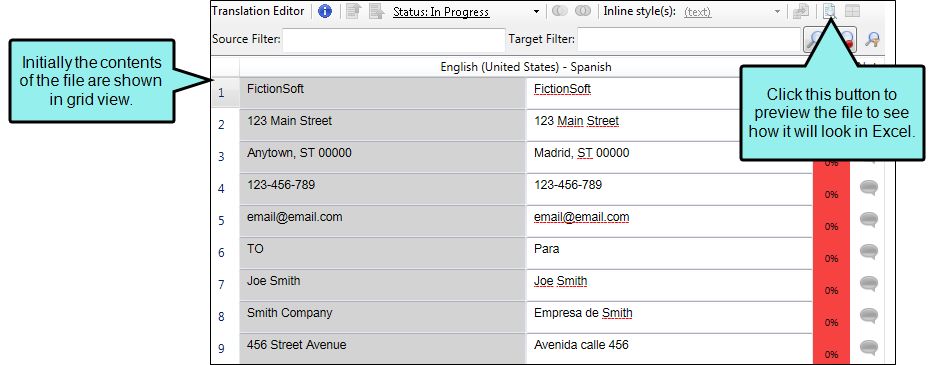 Translation Editor Status: In Progress Inline style(s): (text)
Source Filter: Target Filter:
Initially the contents
of the file are shown
in grid view.
Click this button to
preview the file to see
how it will look in Excel.
English (United States) - Spanish
1 FictionSoft FictionSoft
2 123 Main Street 123 Main Street
3 Anytown, ST 00000 Madrid, ST 00000 0%
4 123-456-789 123-456-789 0%
5 email@email.com email@email.com 0%
6 TO Para 0%
7 Joe Smith Joe Smith 0%
8 Smith Company Empresa de Smith 0%
9 456 Street Avenue Avenida calle 456 0%